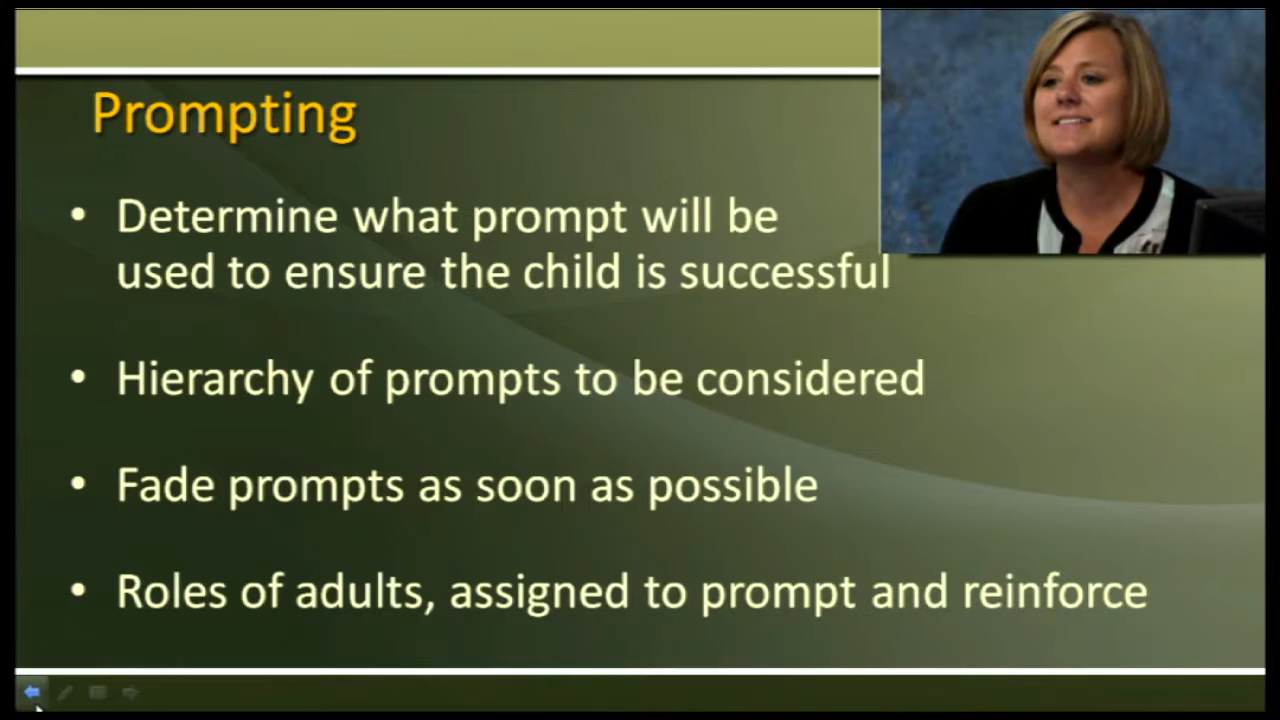 Prompting
• Determine what prompt will be
used to ensure the child is successful
• Hierarchy of prompts to be considered
• Fade prompts as soon as possible
• Roles of adults, assigned to prompt and reinforce